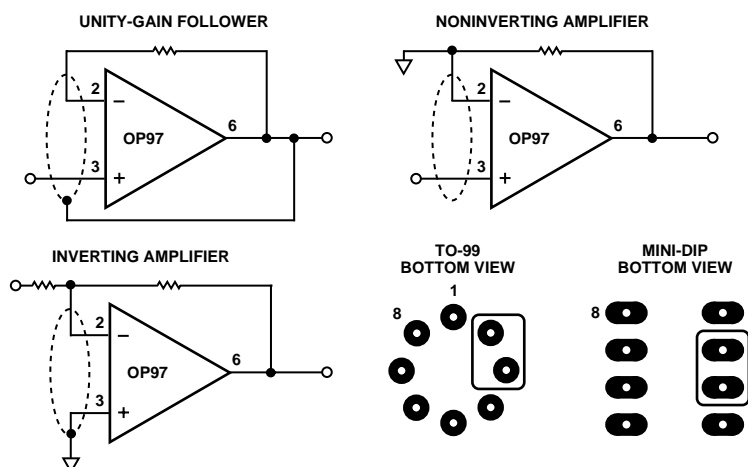 UNITY-GAIN FOLLOWER
2
−
OP97
6
3
+
NONINVERTING AMPLIFIER
2
−
OP97
6
3
+
INVERTING AMPLIFIER
2
−
OP97
6
3
+
TO-99
BOTTOM VIEW
1
8
MINI-DIP
BOTTOM VIEW
8